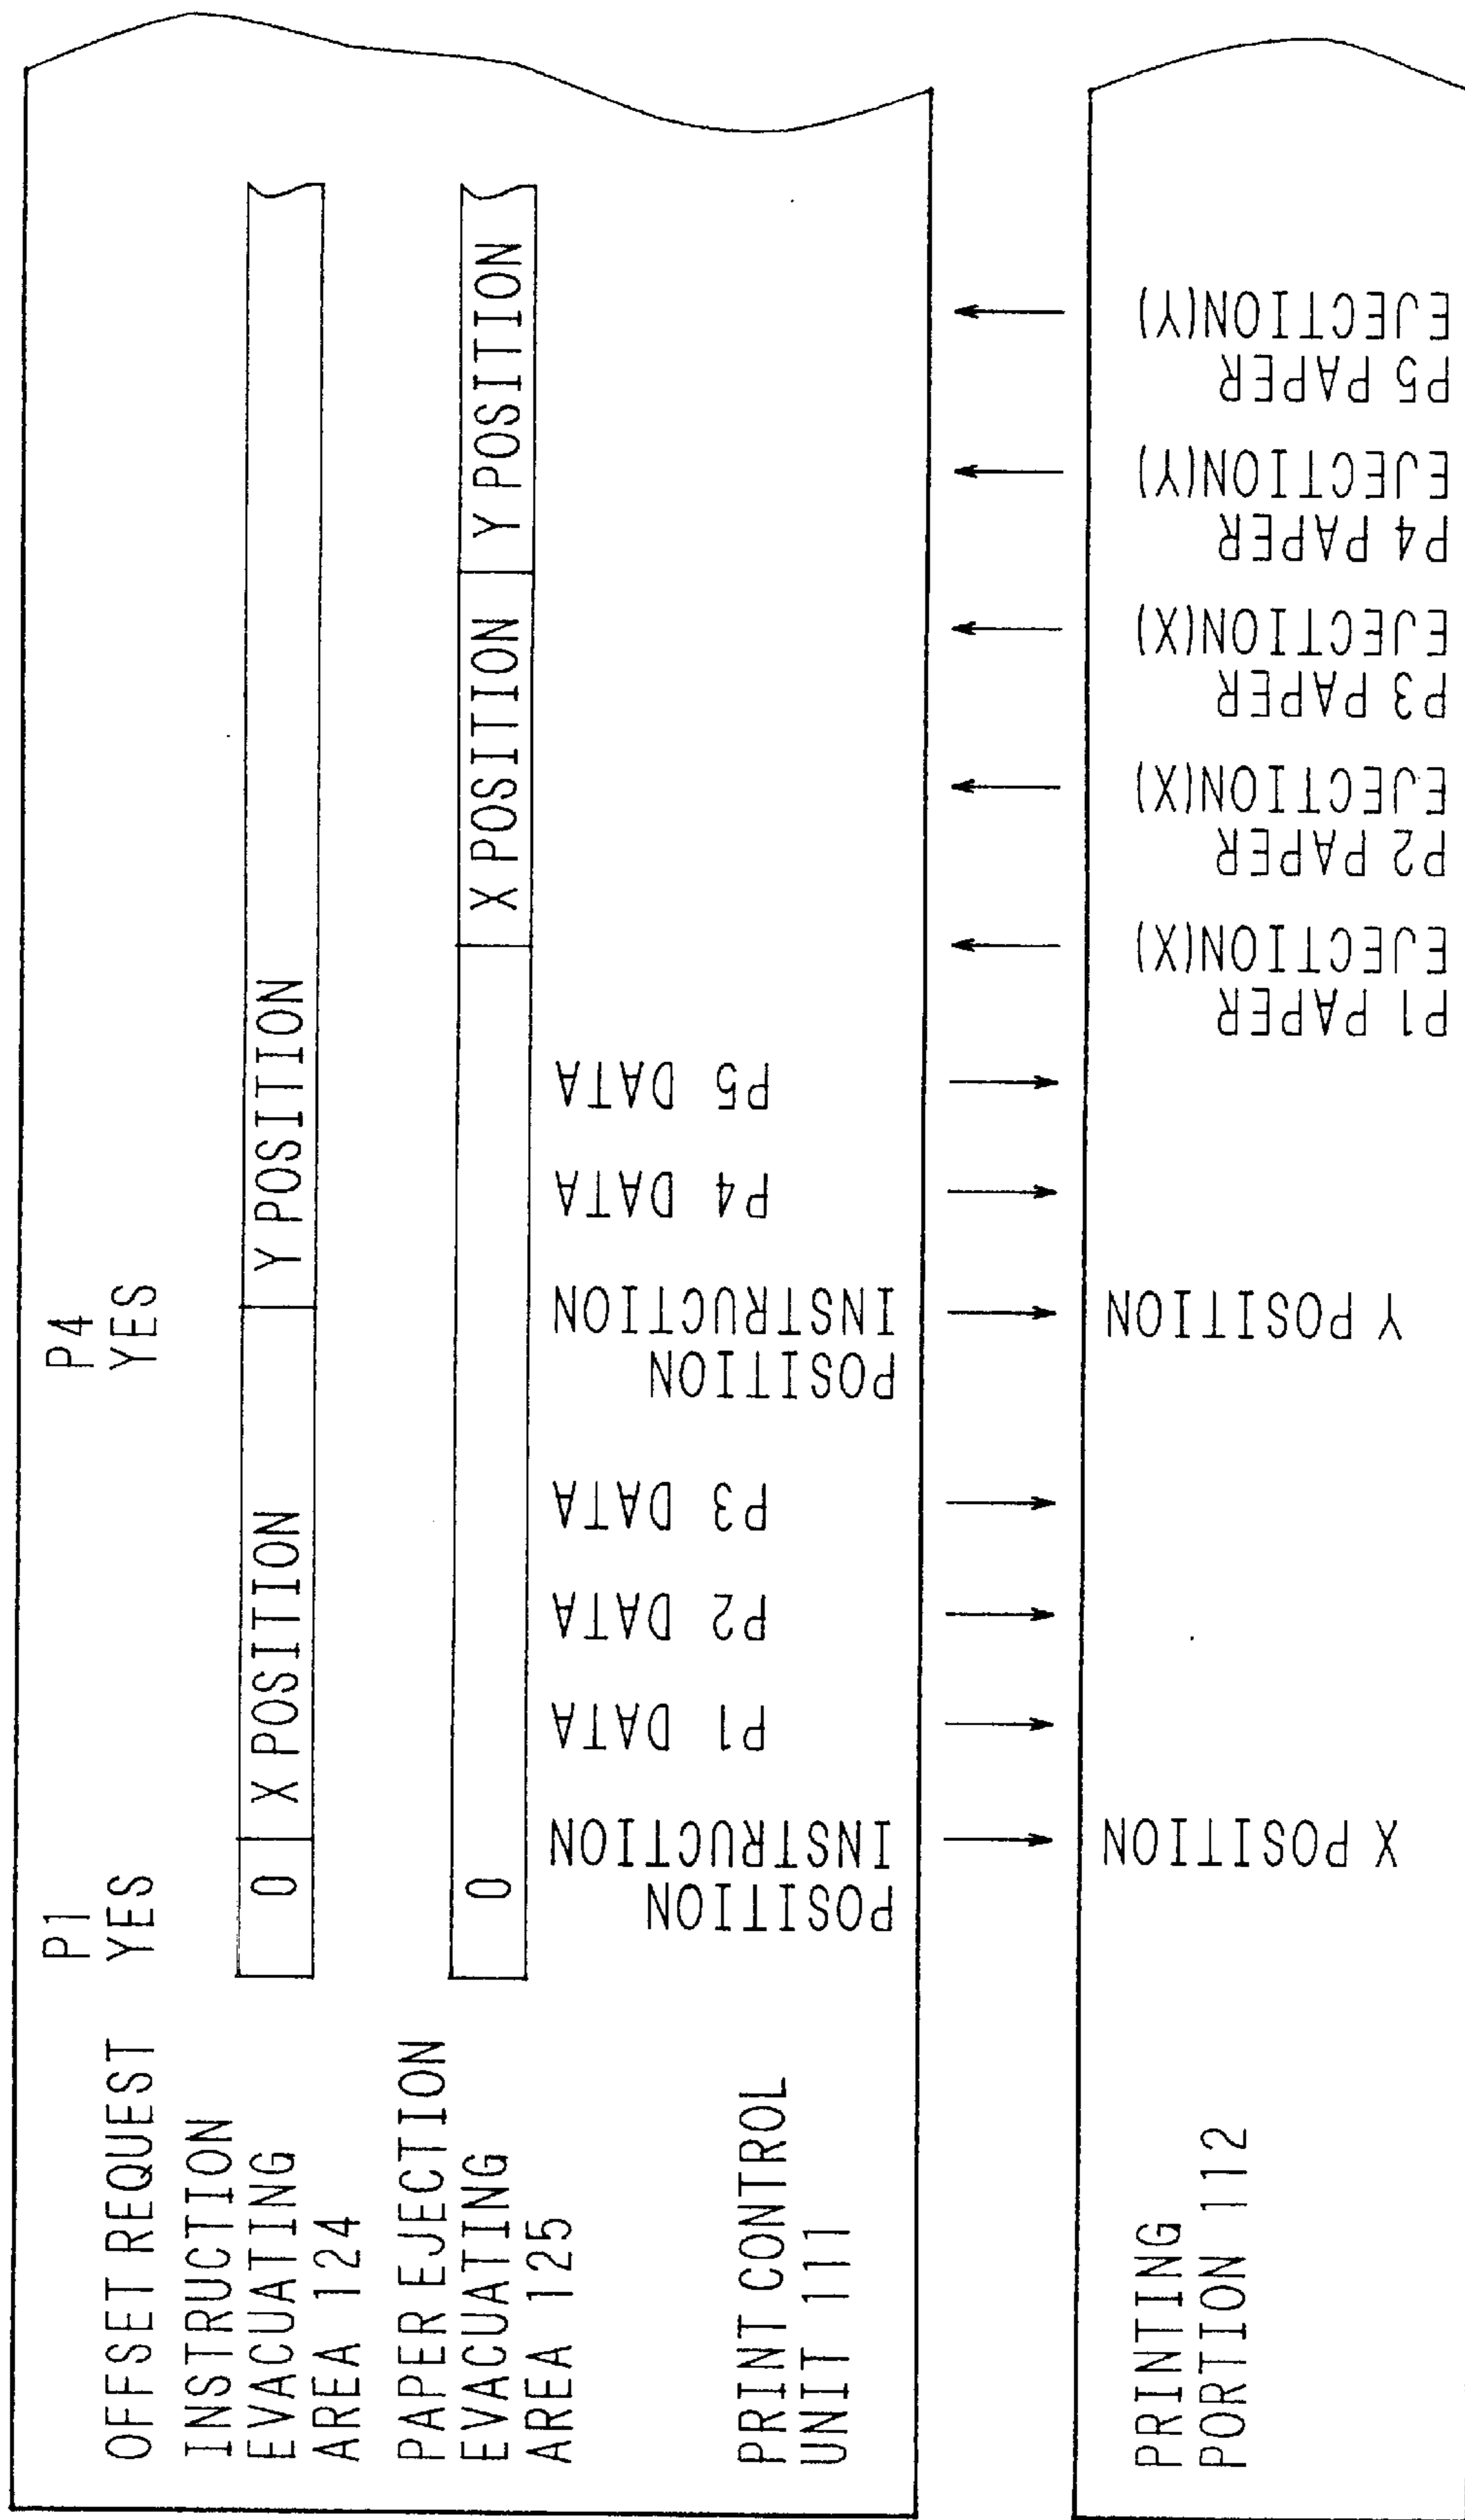 P1
P4
OFFSET REQUEST YES
YES
INSTRUCTION
EVACUATING
AREA 124
0 X POSITION Y POSITION
PAPER EJECTION
EVACUATING
AREA 125
0 X POSITION Y POSITION
PRINT CONTROL
UNIT 111
POSITION
INSTRUCTION
P1 DATA
P2 DATA
P3 DATA
POSITION
INSTRUCTION
P4 DATA
P5 DATA
PRINTING
PORTION 112
X POSITION
Y POSITION
P1 PAPER
EJECTION(X)
P2 PAPER
EJECTION(X)
P3 PAPER
EJECTION(X)
P4 PAPER
EJECTION(Y)
P5 PAPER
EJECTION(Y)